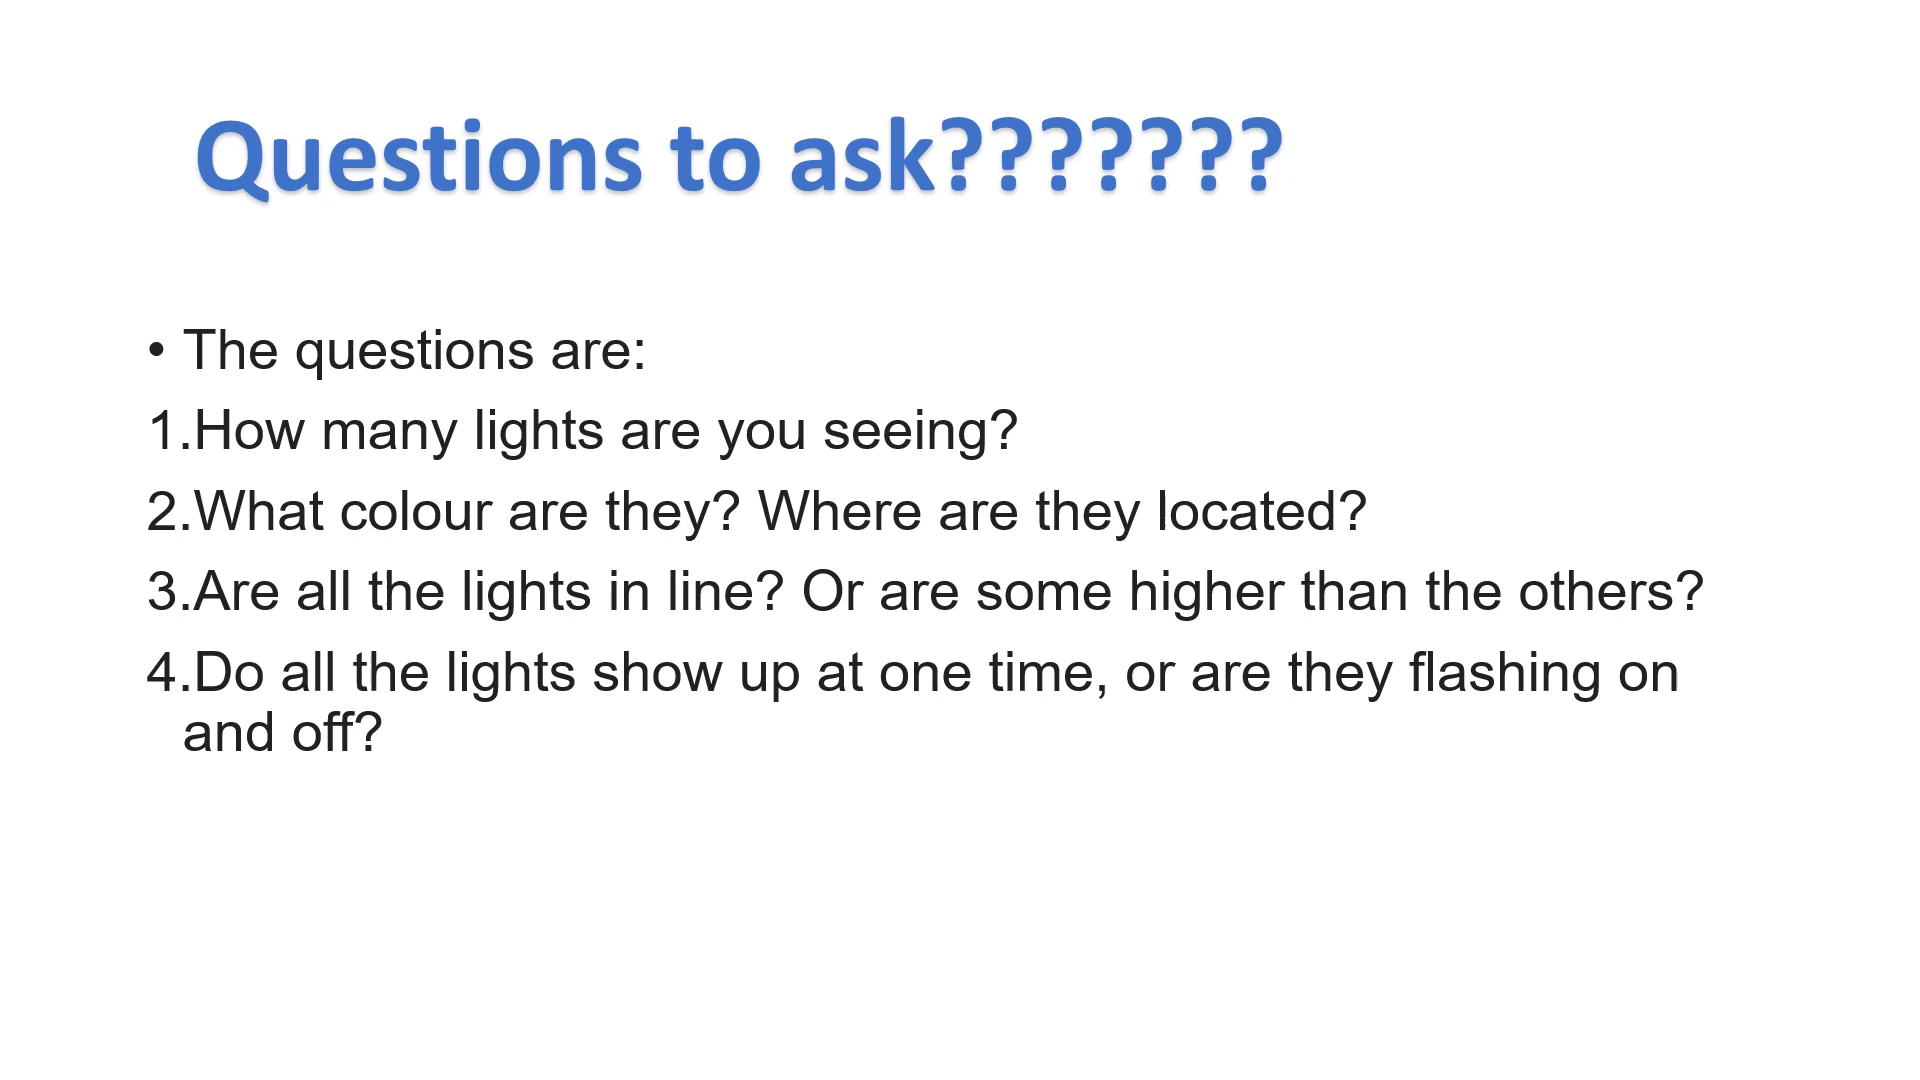 Questions to ask???????
• The questions are:
1.How many lights are you seeing?
2.What colour are they? Where are they located?
3.Are all the lights in line? Or are some higher than the others?
4.Do all the lights show up at one time, or are they flashing on
and off?